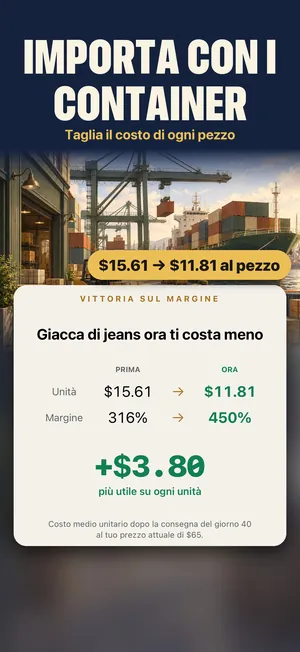 IMPORTA CON I
CONTAINER
Taglia il costo di ogni pezzo
$15.61 → $11.81 al pezzo
VITTORIA SUL MARGINE
Giacca di jeans ora ti costa meno
PRIMA ORA
Unità $15.61 → $11.81
Margine 316% → 450%
+$3.80
più utile su ogni unità
Costo medio unitario dopo la consegna del giorno 40
al tuo prezzo attuale di $65.